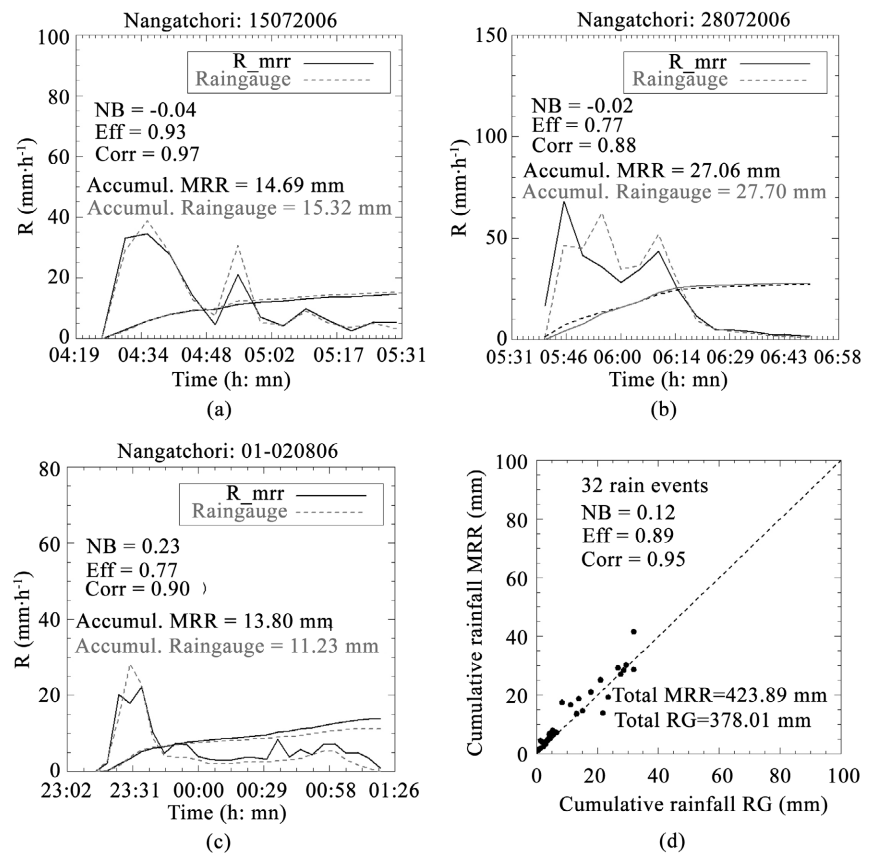 Nangatchori: 15072006
100
80
60
40
20
0
R (mm·h-1)
R_mrr
Raingauge
NB = -0.04
Eff = 0.93
Corr = 0.97
Accumul. MRR = 14.69 mm
Accumul. Raingauge = 15.32 mm
04:19 04:34 04:48 05:02 05:17 05:31
Time (h: mn)
(a)
Nangatchori: 28072006
150
100
50
0
R (mm·h-1)
R_mrr
Raingauge
NB = -0.02
Eff = 0.77
Corr = 0.88
Accumul. MRR = 27.06 mm
Accumul. Raingauge = 27.70 mm
05:31 05:46 06:00 06:14 06:29 06:43 06:58
Time (h: mn)
(b)
Nangatchori: 01-020806
80
60
40
20
0
R (mm·h-1)
R_mrr
Raingauge
NB = 0.23
Eff = 0.77
Corr = 0.90 )
Accumul. MRR = 13.80 mm
Accumul. Raingauge = 11.23 mm
23:02 23:31 00:00 00:29 00:58 01:26
Time (h: mn)
(c)
100
80
60
40
20
0
Cumulative rainfall MRR (mm)
32 rain events
NB = 0.12
Eff = 0.89
Corr = 0.95
Total MRR=423.89 mm
Total RG=378.01 mm
0 20 40 60 80 100
Cumulative rainfall RG (mm)
(d)